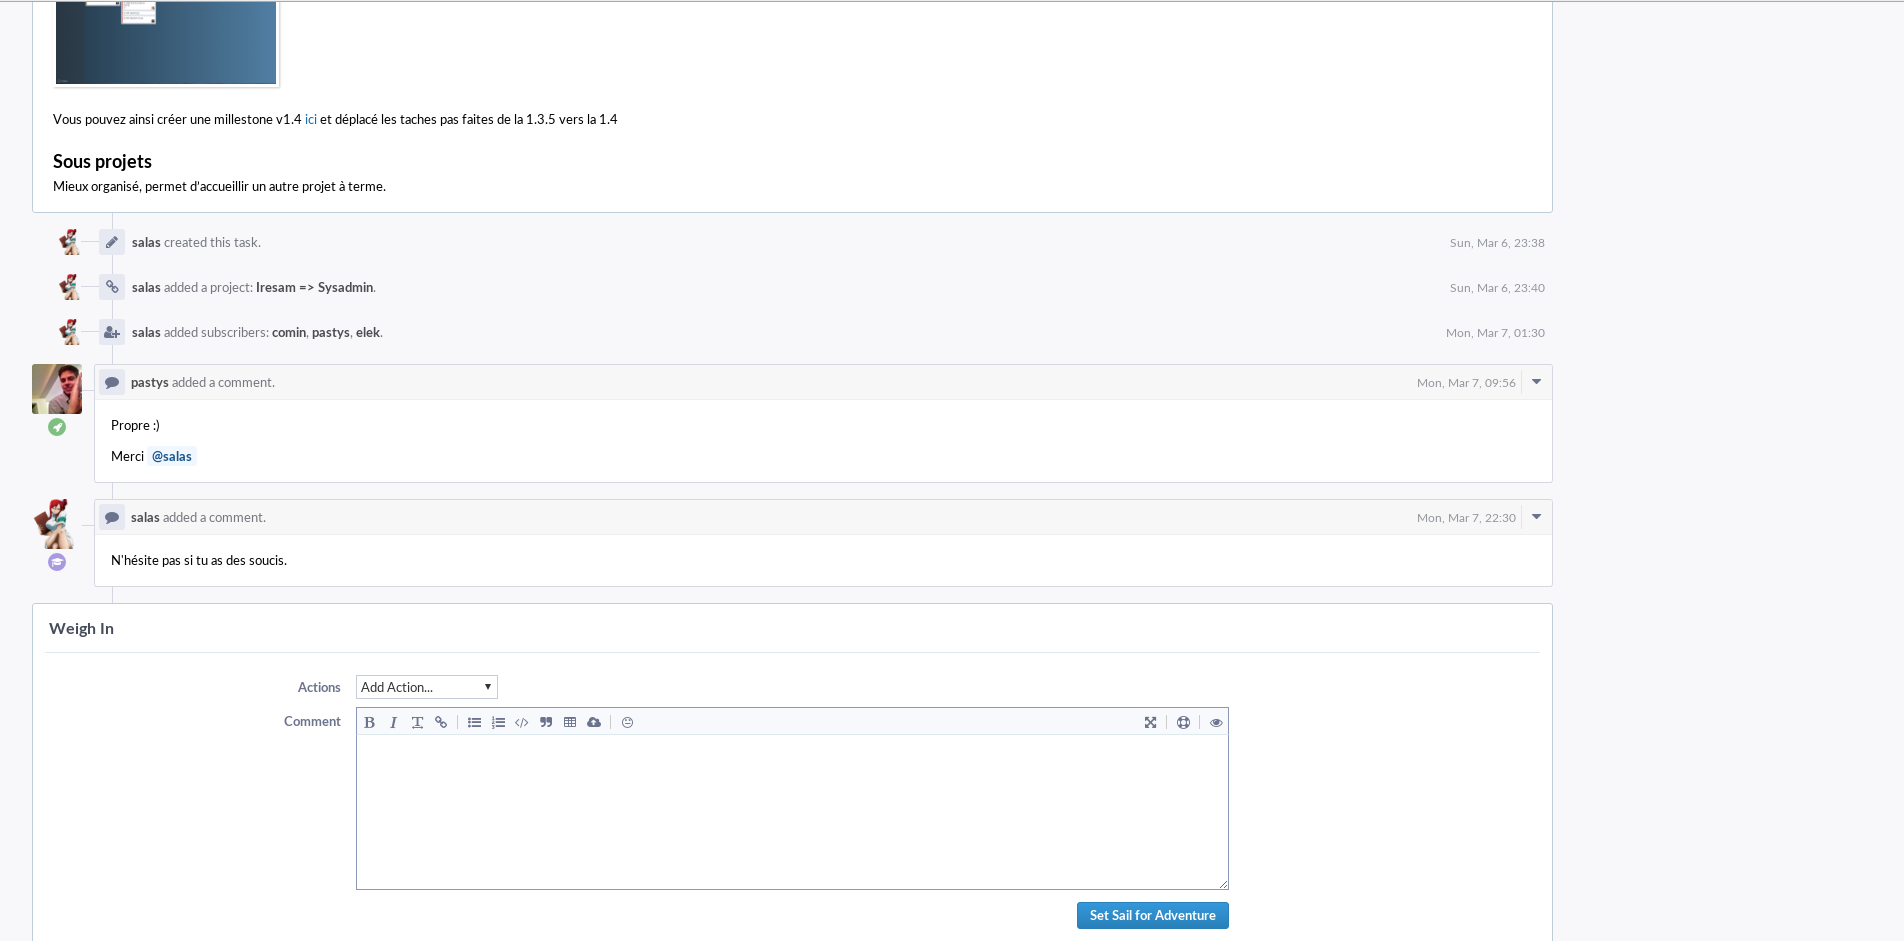 Vous pouvez ainsi créer une millestone v1.4 ici et déplacé les taches pas faites de la 1.3.5 vers la 1.4
Sous projets
Mieux organisé, permet d'accueillir un autre projet à terme.
salas created this task. Sun, Mar 6, 23:38
salas added a project: Iresam => Sysadmin. Sun, Mar 6, 23:40
salas added subscribers: comin, pastys, elek. Mon, Mar 7, 01:30
pastys added a comment. Mon, Mar 7, 09:56
Propre :)
Merci @salas
salas added a comment. Mon, Mar 7, 22:30
N'hésite pas si tu as des soucis.
Weigh In
Actions Add Action...
Comment
Set Sail for Adventure